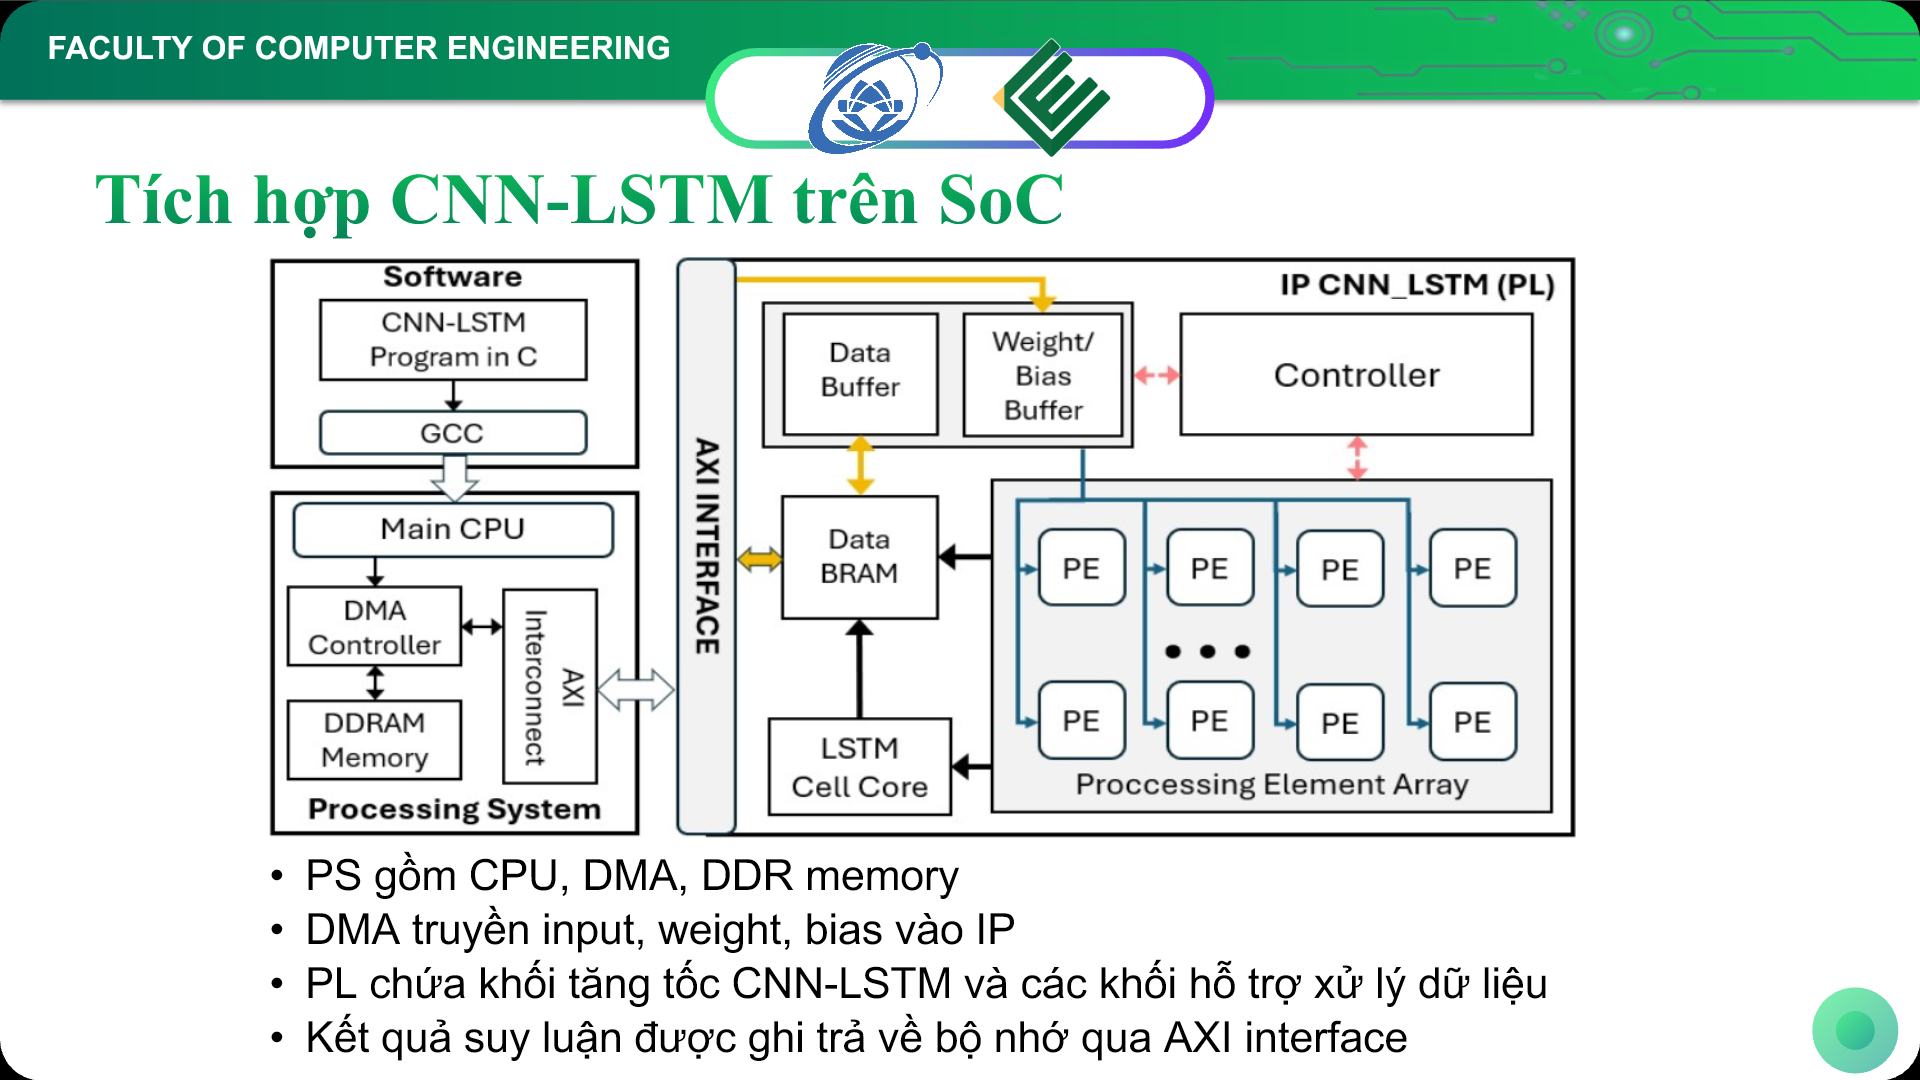 FACULTY OF COMPUTER ENGINEERING
Tích hợp CNN-LSTM trên SoC
Software
CNN-LSTM
Program in C
GCC
Main CPU
DMA
Controller
DDRAM
Memory
AXI
Interconnect
Processing System
AXI INTERFACE
IP CNN_LSTM (PL)
Data
Buffer
Weight/
Bias
Buffer
Controller
Data
BRAM
LSTM
Cell Core
PE PE PE PE
PE PE PE PE
Proccessing Element Array
• PS gồm CPU, DMA, DDR memory
• DMA truyền input, weight, bias vào IP
• PL chứa khối tăng tốc CNN-LSTM và các khối hỗ trợ xử lý dữ liệu
• Kết quả suy luận được ghi trả về bộ nhớ qua AXI interface